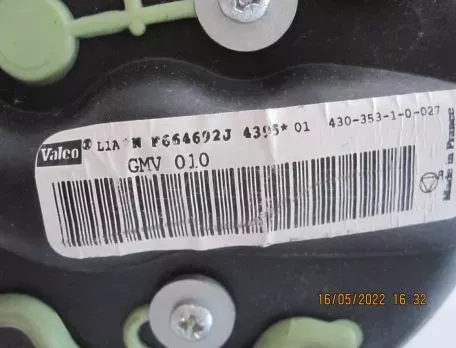 Valeo ® L1A*N F664692J 4395* 01 430-353-1-0-027
GMV 010
Made in France
16/05/2022 16:32